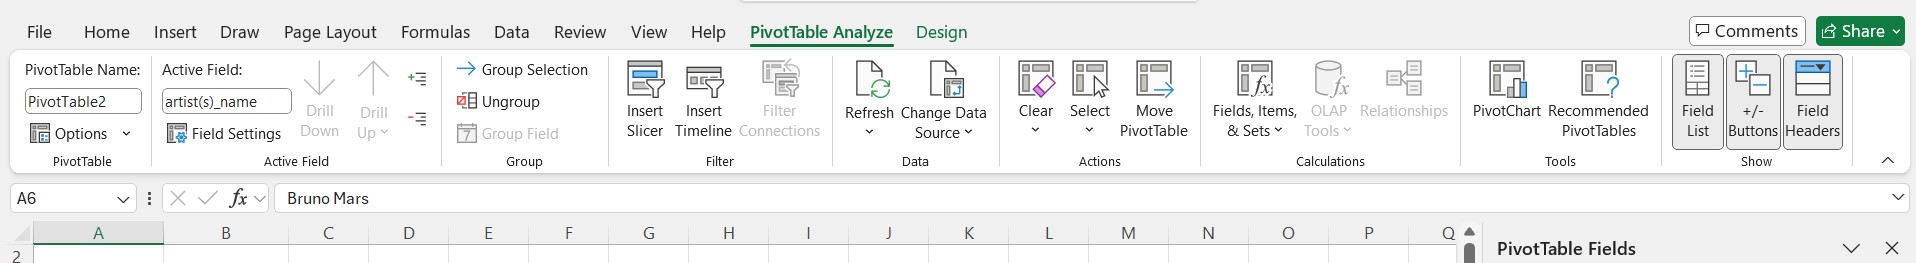 File Home Insert Draw Page Layout Formulas Data Review View Help PivotTable Analyze Design Comments Share
PivotTable Name:
PivotTable2
Options
PivotTable
Active Field:
artist(s)_name
Field Settings
Drill
Down
Drill
Up
Active Field
Group Selection
Ungroup
7 Group Field
Group
Insert
Slicer
Insert
Timeline
Filter
Connections
Filter
Refresh
Change Data
Source
Data
Clear
Select
Move
PivotTable
Actions
fx
Fields, Items,
& Sets
fx
OLAP
Tools
Relationships
Calculations
PivotChart
?
Recommended
PivotTables
Tools
Field
List
+/-
Buttons
Field
Headers
Show
A6 fx Bruno Mars
A B C D E F G H I J K L M N O P Q
2
PivotTable Fields